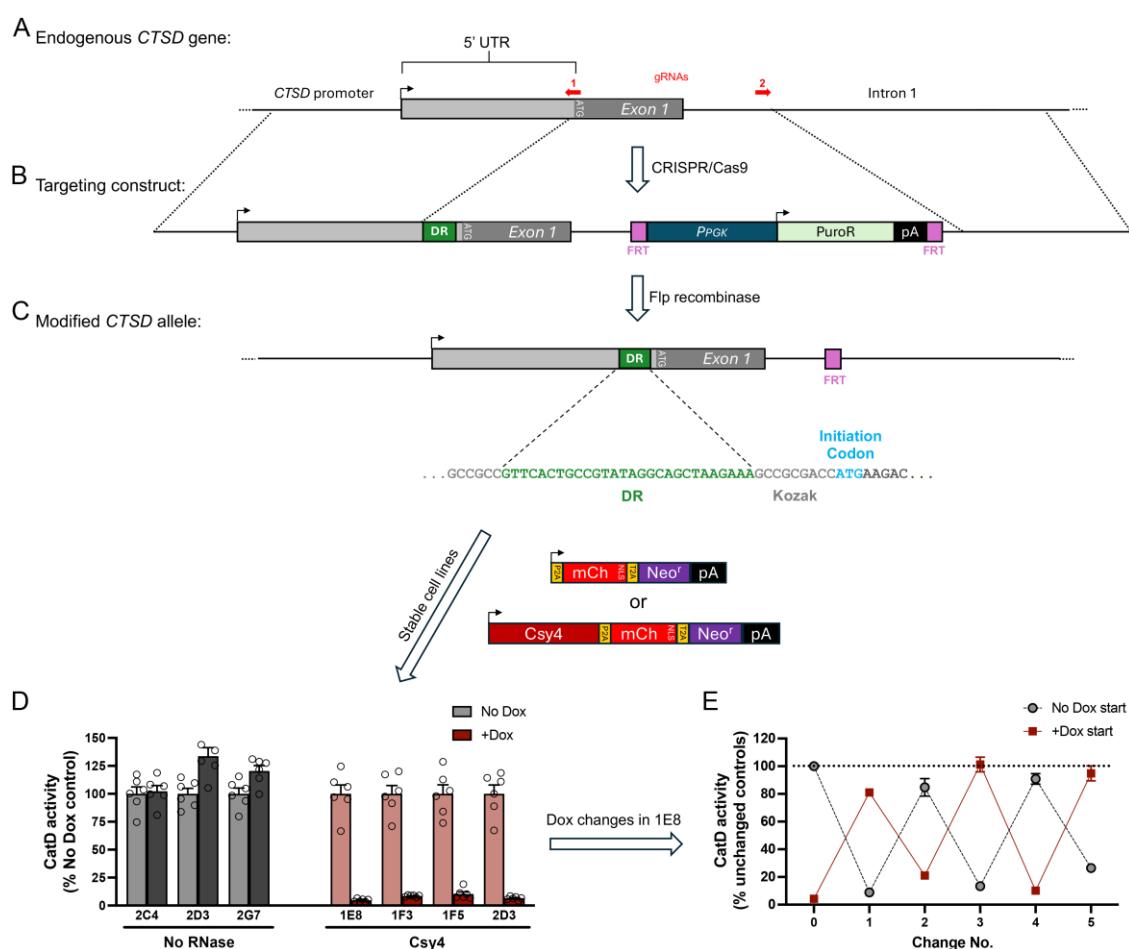 A Endogenous CTSD gene:
5' UTR
CTSD promoter
1
gRNAs
2
ATG
Exon 1
Intron 1
CRISPR/Cas9
B Targeting construct:
DR
ATG
Exon 1
PPGK
PuroR
pA
FRT
FRT
Flp recombinase
C Modified CTSD allele:
DR
ATG
Exon 1
FRT
Initiation
Codon
...GCCGCCGTTCACTGCCGTATAGGCAGCTAAGAAAGCCGCGACCATGAAGAC...
DR
Kozak
Stable cell lines
P2A
mCh
NLS
T2A
Neoʳ
pA
or
Csy4
P2A
mCh
NLS
T2A
Neoʳ
pA
D
No Dox
+Dox
CatD activity
(% No Dox control)
150
125
100
75
50
25
0
2C4 2D3 2G7 1E8 1F3 1F5 2D3
No RNase Csy4
Dox changes in 1E8
E
No Dox start
+Dox start
CatD activity
(% unchanged controls)
120
100
80
60
40
20
0
0 1 2 3 4 5
Change No.